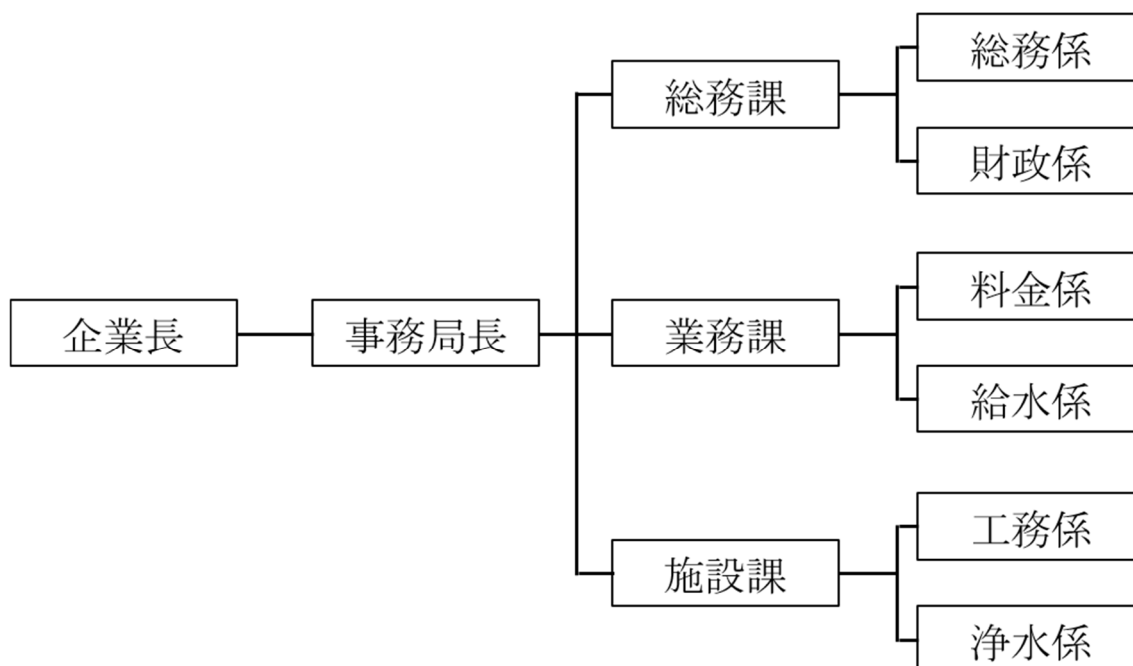 企業長
事務局長
総務課
総務係
財政係
業務課
料金係
給水係
施設課
工務係
浄水係